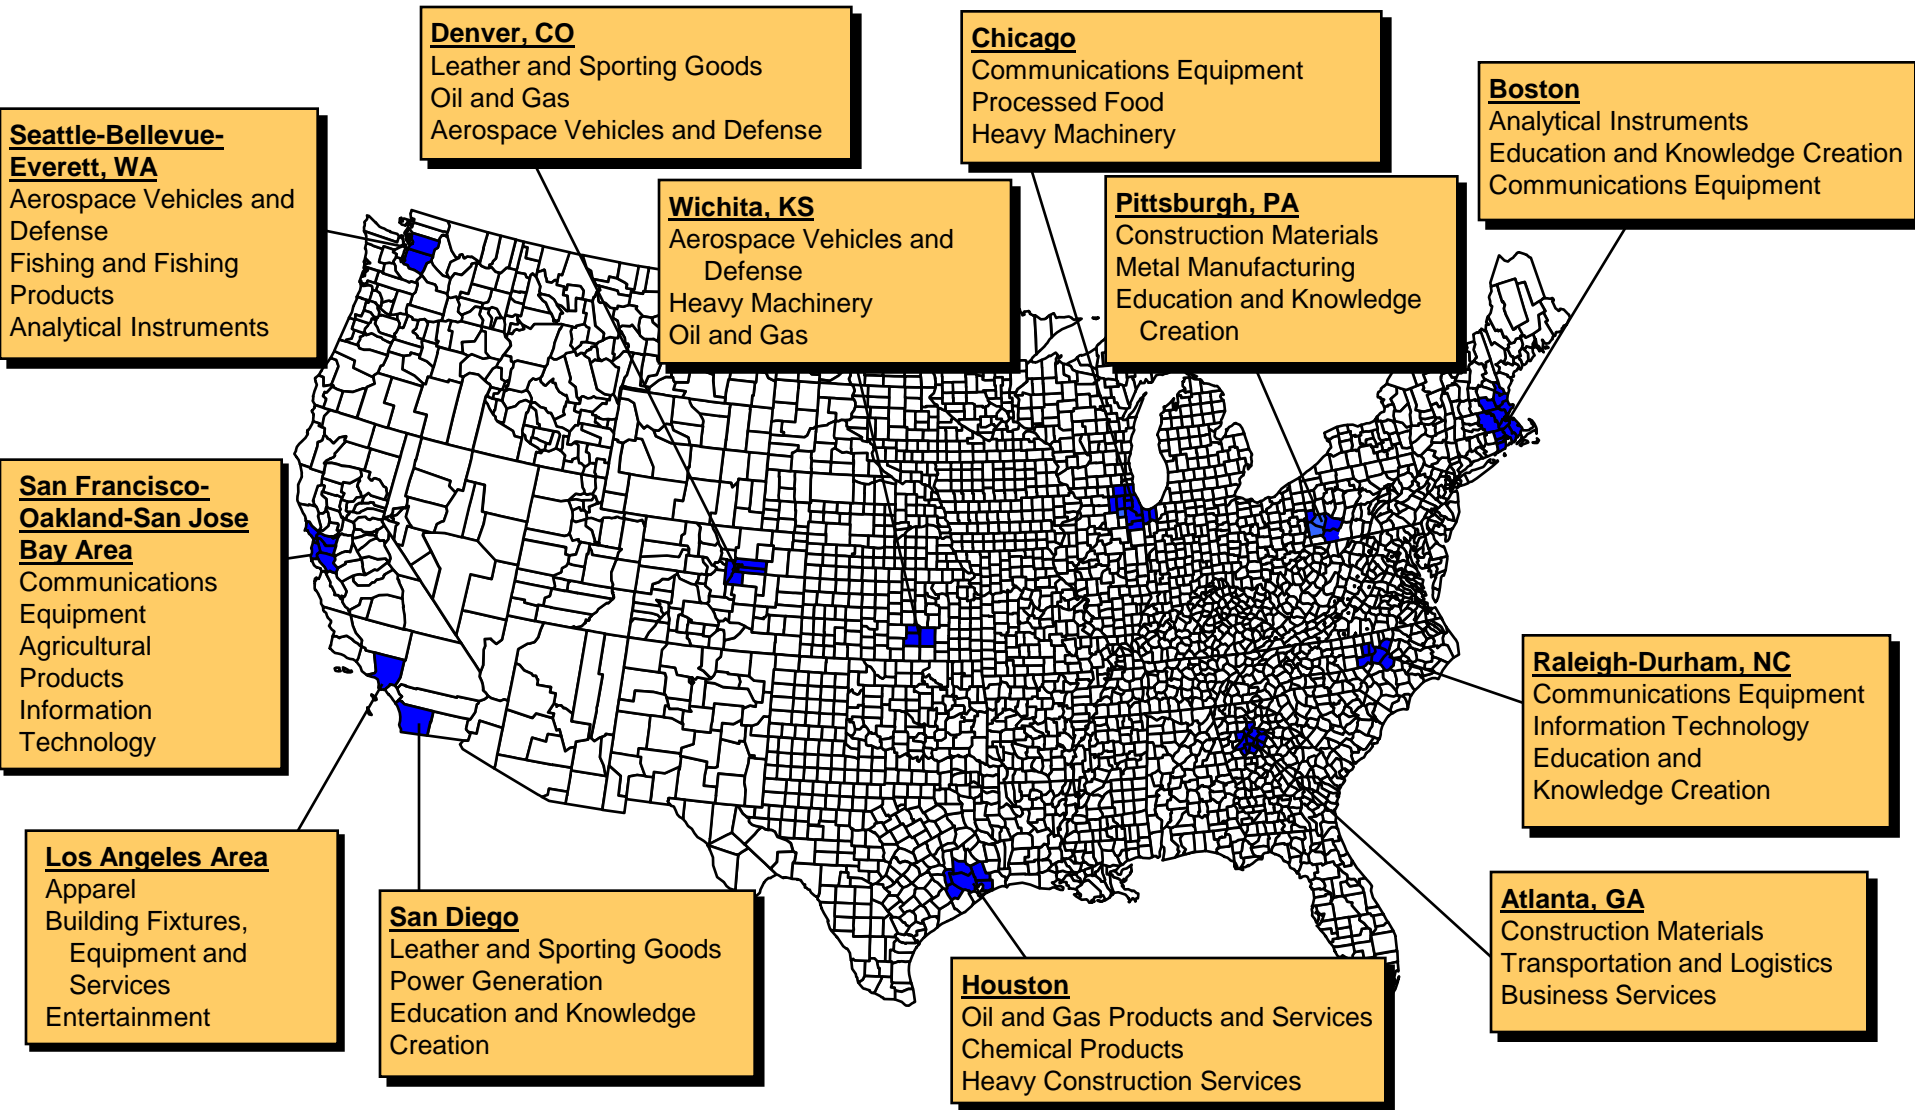 Denver, CO
Leather and Sporting Goods
Oil and Gas
Aerospace Vehicles and Defense
Chicago
Communications Equipment
Processed Food
Heavy Machinery
Boston
Analytical Instruments
Education and Knowledge Creation
Communications Equipment
Seattle-Bellevue-
Everett, WA
Aerospace Vehicles and
Defense
Fishing and Fishing
Products
Analytical Instruments
Wichita, KS
Aerospace Vehicles and
Defense
Heavy Machinery
Oil and Gas
Pittsburgh, PA
Construction Materials
Metal Manufacturing
Education and Knowledge
Creation
San Francisco-
Oakland-San Jose
Bay Area
Communications
Equipment
Agricultural
Products
Information
Technology
Raleigh-Durham, NC
Communications Equipment
Information Technology
Education and
Knowledge Creation
Los Angeles Area
Apparel
Building Fixtures,
Equipment and
Services
Entertainment
San Diego
Leather and Sporting Goods
Power Generation
Education and Knowledge
Creation
Houston
Oil and Gas Products and Services
Chemical Products
Heavy Construction Services
Atlanta, GA
Construction Materials
Transportation and Logistics
Business Services